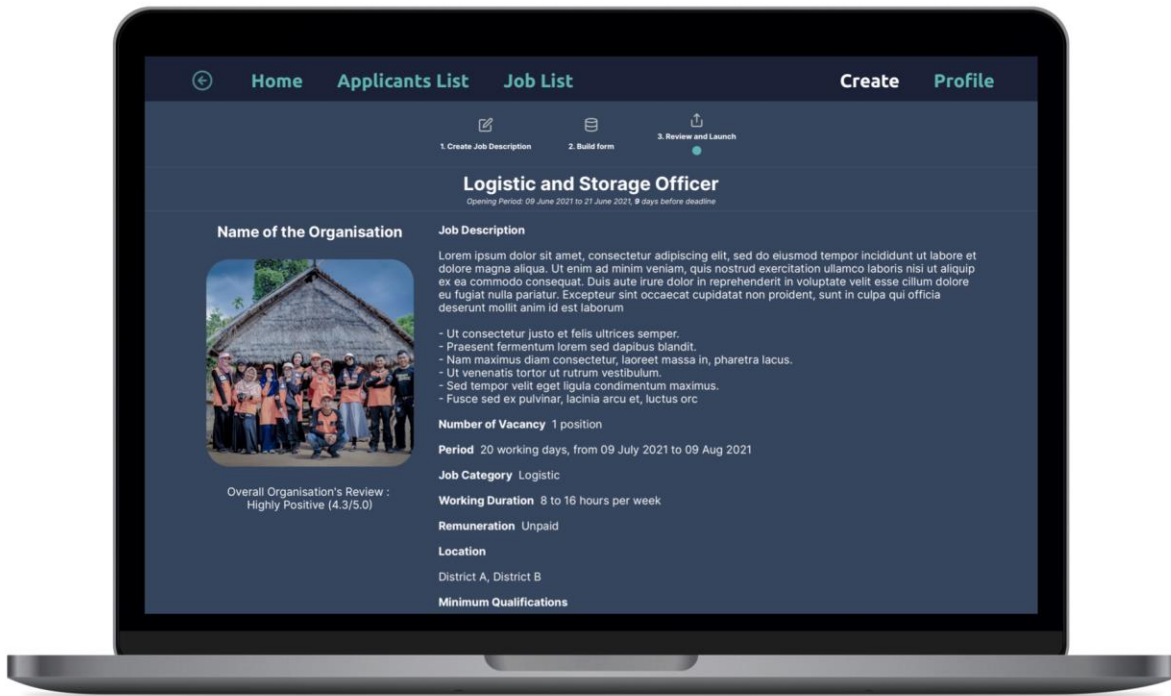 Home Applicants List Job List Create Profile
1. Create Job Description 2. Build form 3. Review and Launch
Logistic and Storage Officer
Opening Period: 09 June 2021 to 21 June 2021, 9 days before deadline
Name of the Organisation
Overall Organisation's Review :
Highly Positive (4.3/5.0)
Job Description
Lorem ipsum dolor sit amet, consectetur adipiscing elit, sed do eiusmod tempor incididunt ut labore et
dolore magna aliqua. Ut enim ad minim veniam, quis nostrud exercitation ullamco laboris nisi ut aliquip
ex ea commodo consequat. Duis aute irure dolor in reprehenderit in voluptate velit esse cillum dolore
eu fugiat nulla pariatur. Excepteur sint occaecat cupidatat non proident, sunt in culpa qui officia
deserunt mollit anim id est laborum
- Ut consectetur justo et felis ultrices semper.
- Praesent fermentum lorem sed dapibus blandit.
- Nam maximus diam consectetur, laoreet massa in, pharetra lacus.
- Ut venenatis tortor ut rutrum vestibulum.
- Sed tempor velit eget ligula condimentum maximus.
- Fusce sed ex pulvinar, lacinia arcu et, luctus orc
Number of Vacancy 1 position
Period 20 working days, from 09 July 2021 to 09 Aug 2021
Job Category Logistic
Working Duration 8 to 16 hours per week
Remuneration Unpaid
Location
District A, District B
Minimum Qualifications